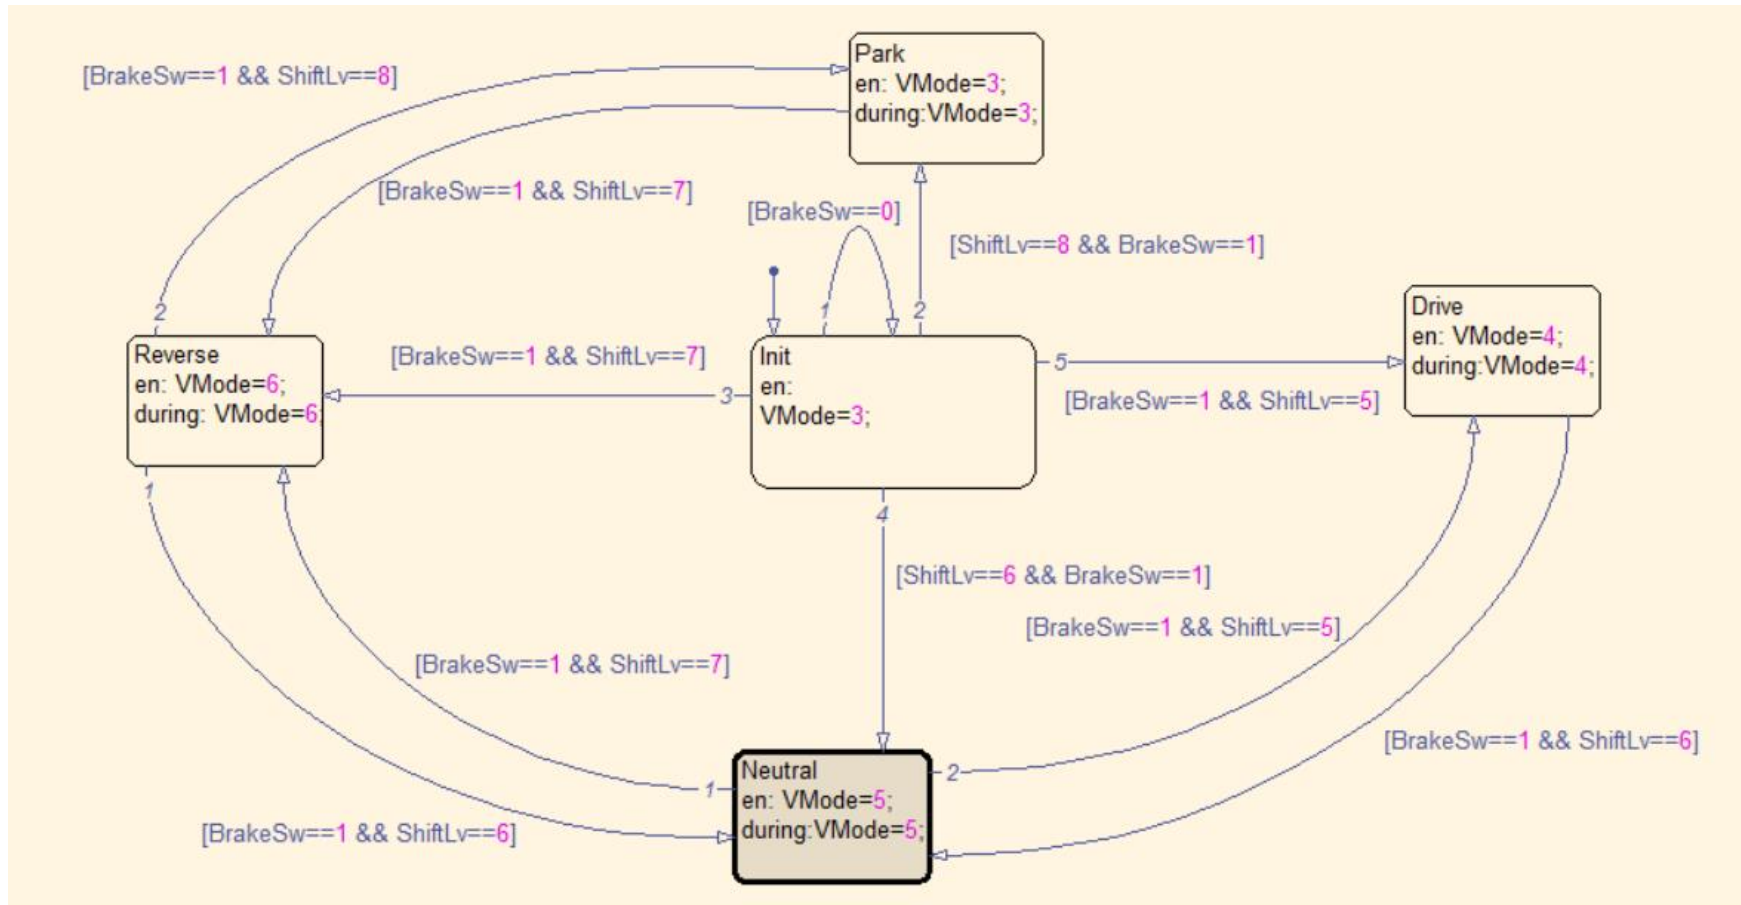 Park
en: VMode=3;
during:VMode=3;
[BrakeSw==1 && ShiftLv==8]
[BrakeSw==1 && ShiftLv==7]
[BrakeSw==0]
[ShiftLv==8 && BrakeSw==1]
2
1
2
Reverse
en: VMode=6;
during: VMode=6;
[BrakeSw==1 && ShiftLv==7]
3
Init
en:
VMode=3;
5
[BrakeSw==1 && ShiftLv==5]
Drive
en: VMode=4;
during:VMode=4;
1
4
[ShiftLv==6 && BrakeSw==1]
[BrakeSw==1 && ShiftLv==5]
[BrakeSw==1 && ShiftLv==7]
[BrakeSw==1 && ShiftLv==6]
1
Neutral
en: VMode=5;
during:VMode=5;
2
[BrakeSw==1 && ShiftLv==6]